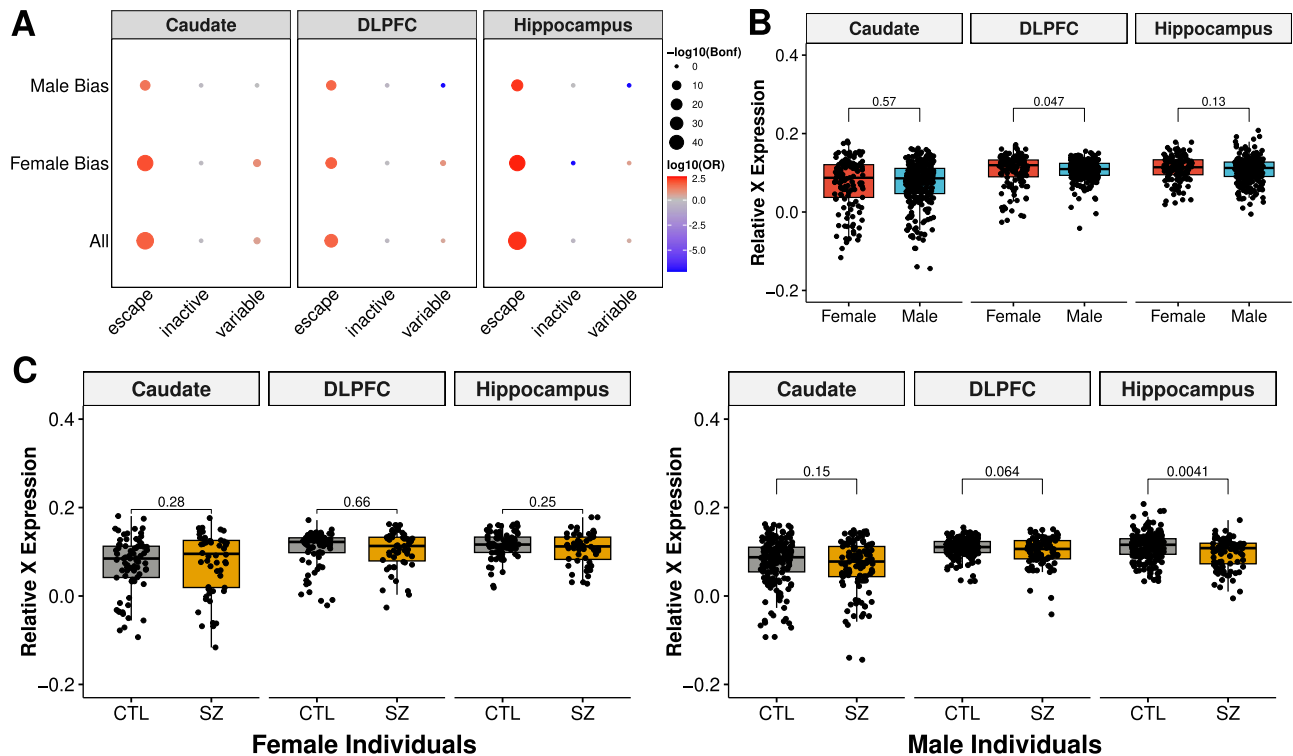 A
Caudate DLPFC Hippocampus
Male Bias
Female Bias
All
escape inactive variable escape inactive variable escape inactive variable
−log10(Bonf)
0
10
20
30
40
log10(OR)
2.5
0.0
-2.5
-5.0
B
Caudate DLPFC Hippocampus
Relative X Expression
0.4
0.2
0.0
−0.2
0.57 0.047 0.13
Female Male Female Male Female Male
C
Caudate DLPFC Hippocampus
Relative X Expression
0.4
0.2
0.0
−0.2
0.28 0.66 0.25
CTL SZ CTL SZ CTL SZ
Female Individuals
Caudate DLPFC Hippocampus
Relative X Expression
0.4
0.2
0.0
−0.2
0.15 0.064 0.0041
CTL SZ CTL SZ CTL SZ
Male Individuals